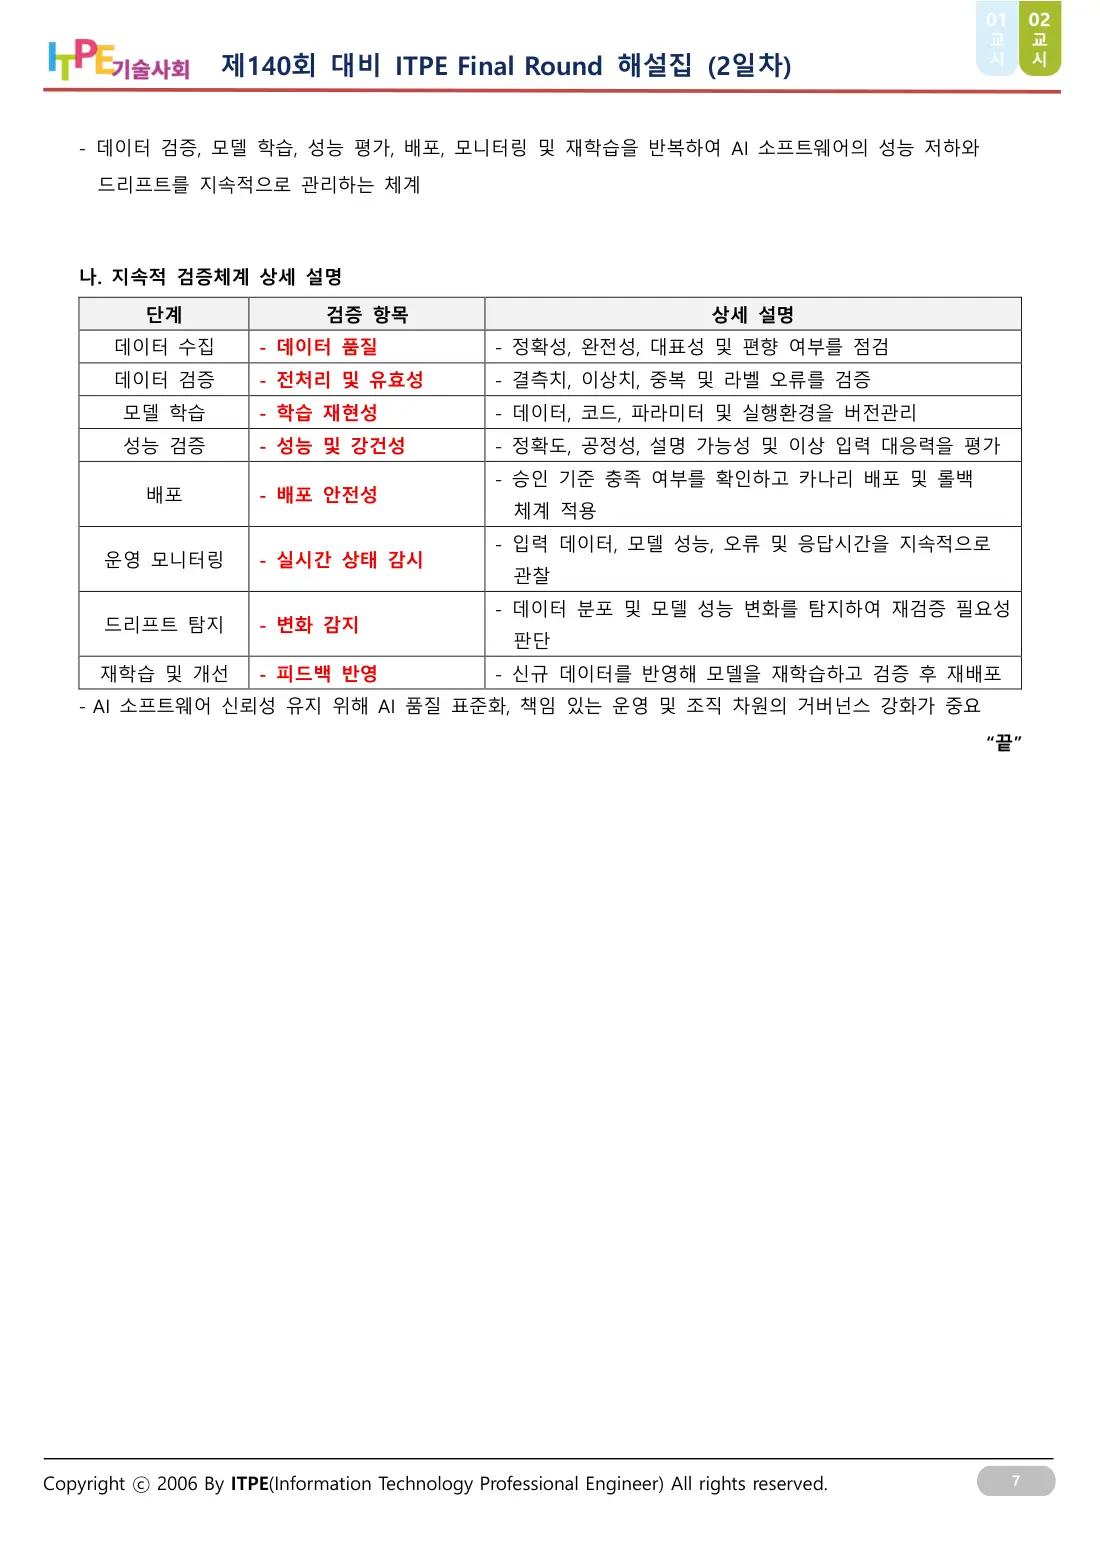 01
교
시
02
교
시
ITPE기술사회 제140회 대비 ITPE Final Round 해설집 (2일차)
- 데이터 검증, 모델 학습, 성능 평가, 배포, 모니터링 및 재학습을 반복하여 AI 소프트웨어의 성능 저하와
드리프트를 지속적으로 관리하는 체계
나. 지속적 검증체계 상세 설명
단계 검증 항목 상세 설명
데이터 수집 - 데이터 품질 - 정확성, 완전성, 대표성 및 편향 여부를 점검
데이터 검증 - 전처리 및 유효성 - 결측치, 이상치, 중복 및 라벨 오류를 검증
모델 학습 - 학습 재현성 - 데이터, 코드, 파라미터 및 실행환경을 버전관리
성능 검증 - 성능 및 강건성 - 정확도, 공정성, 설명 가능성 및 이상 입력 대응력을 평가
배포 - 배포 안전성 - 승인 기준 충족 여부를 확인하고 카나리 배포 및 롤백
체계 적용
운영 모니터링 - 실시간 상태 감시 - 입력 데이터, 모델 성능, 오류 및 응답시간을 지속적으로
관찰
드리프트 탐지 - 변화 감지 - 데이터 분포 및 모델 성능 변화를 탐지하여 재검증 필요성
판단
재학습 및 개선 - 피드백 반영 - 신규 데이터를 반영해 모델을 재학습하고 검증 후 재배포
- AI 소프트웨어 신뢰성 유지 위해 AI 품질 표준화, 책임 있는 운영 및 조직 차원의 거버넌스 강화가 중요
“끝”
Copyright ⓒ 2006 By ITPE(Information Technology Professional Engineer) All rights reserved.
7